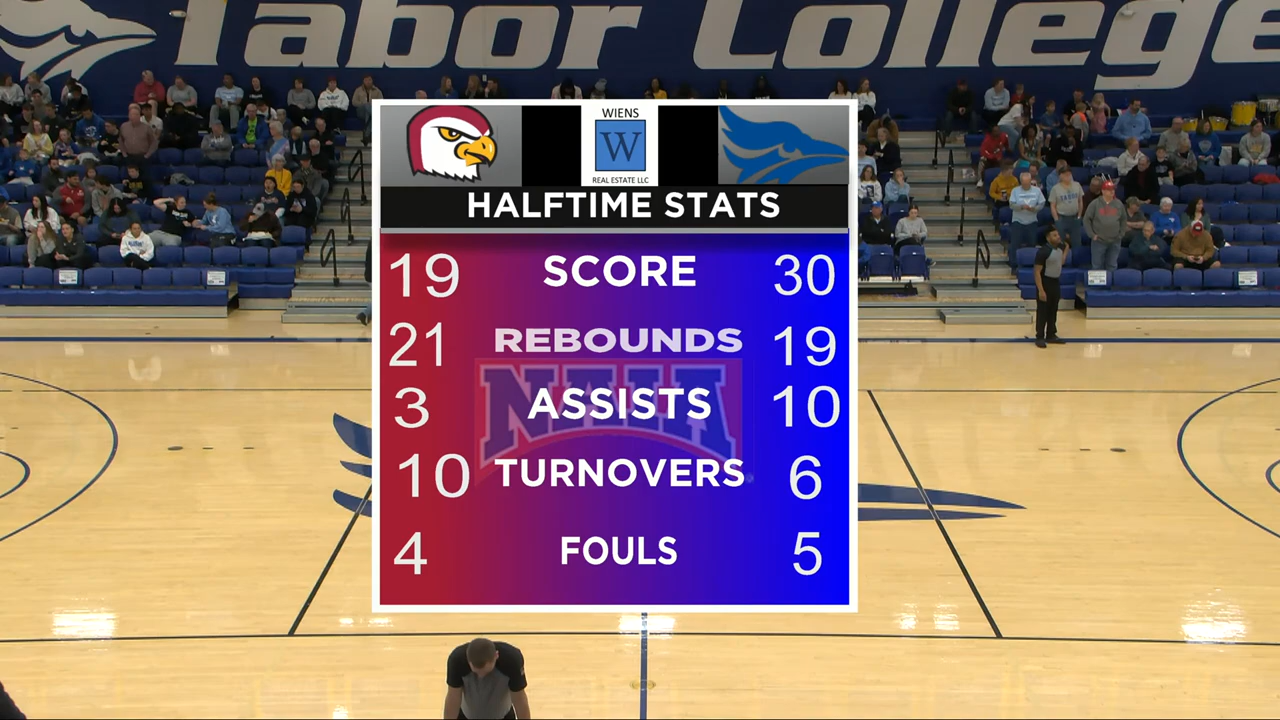 Tabor College
WIENS
W
REAL ESTATE LLC
HALFTIME STATS
19 SCORE 30
21 REBOUNDS 19
3 ASSISTS 10
10 TURNOVERS 6
4 FOULS 5
NAIA